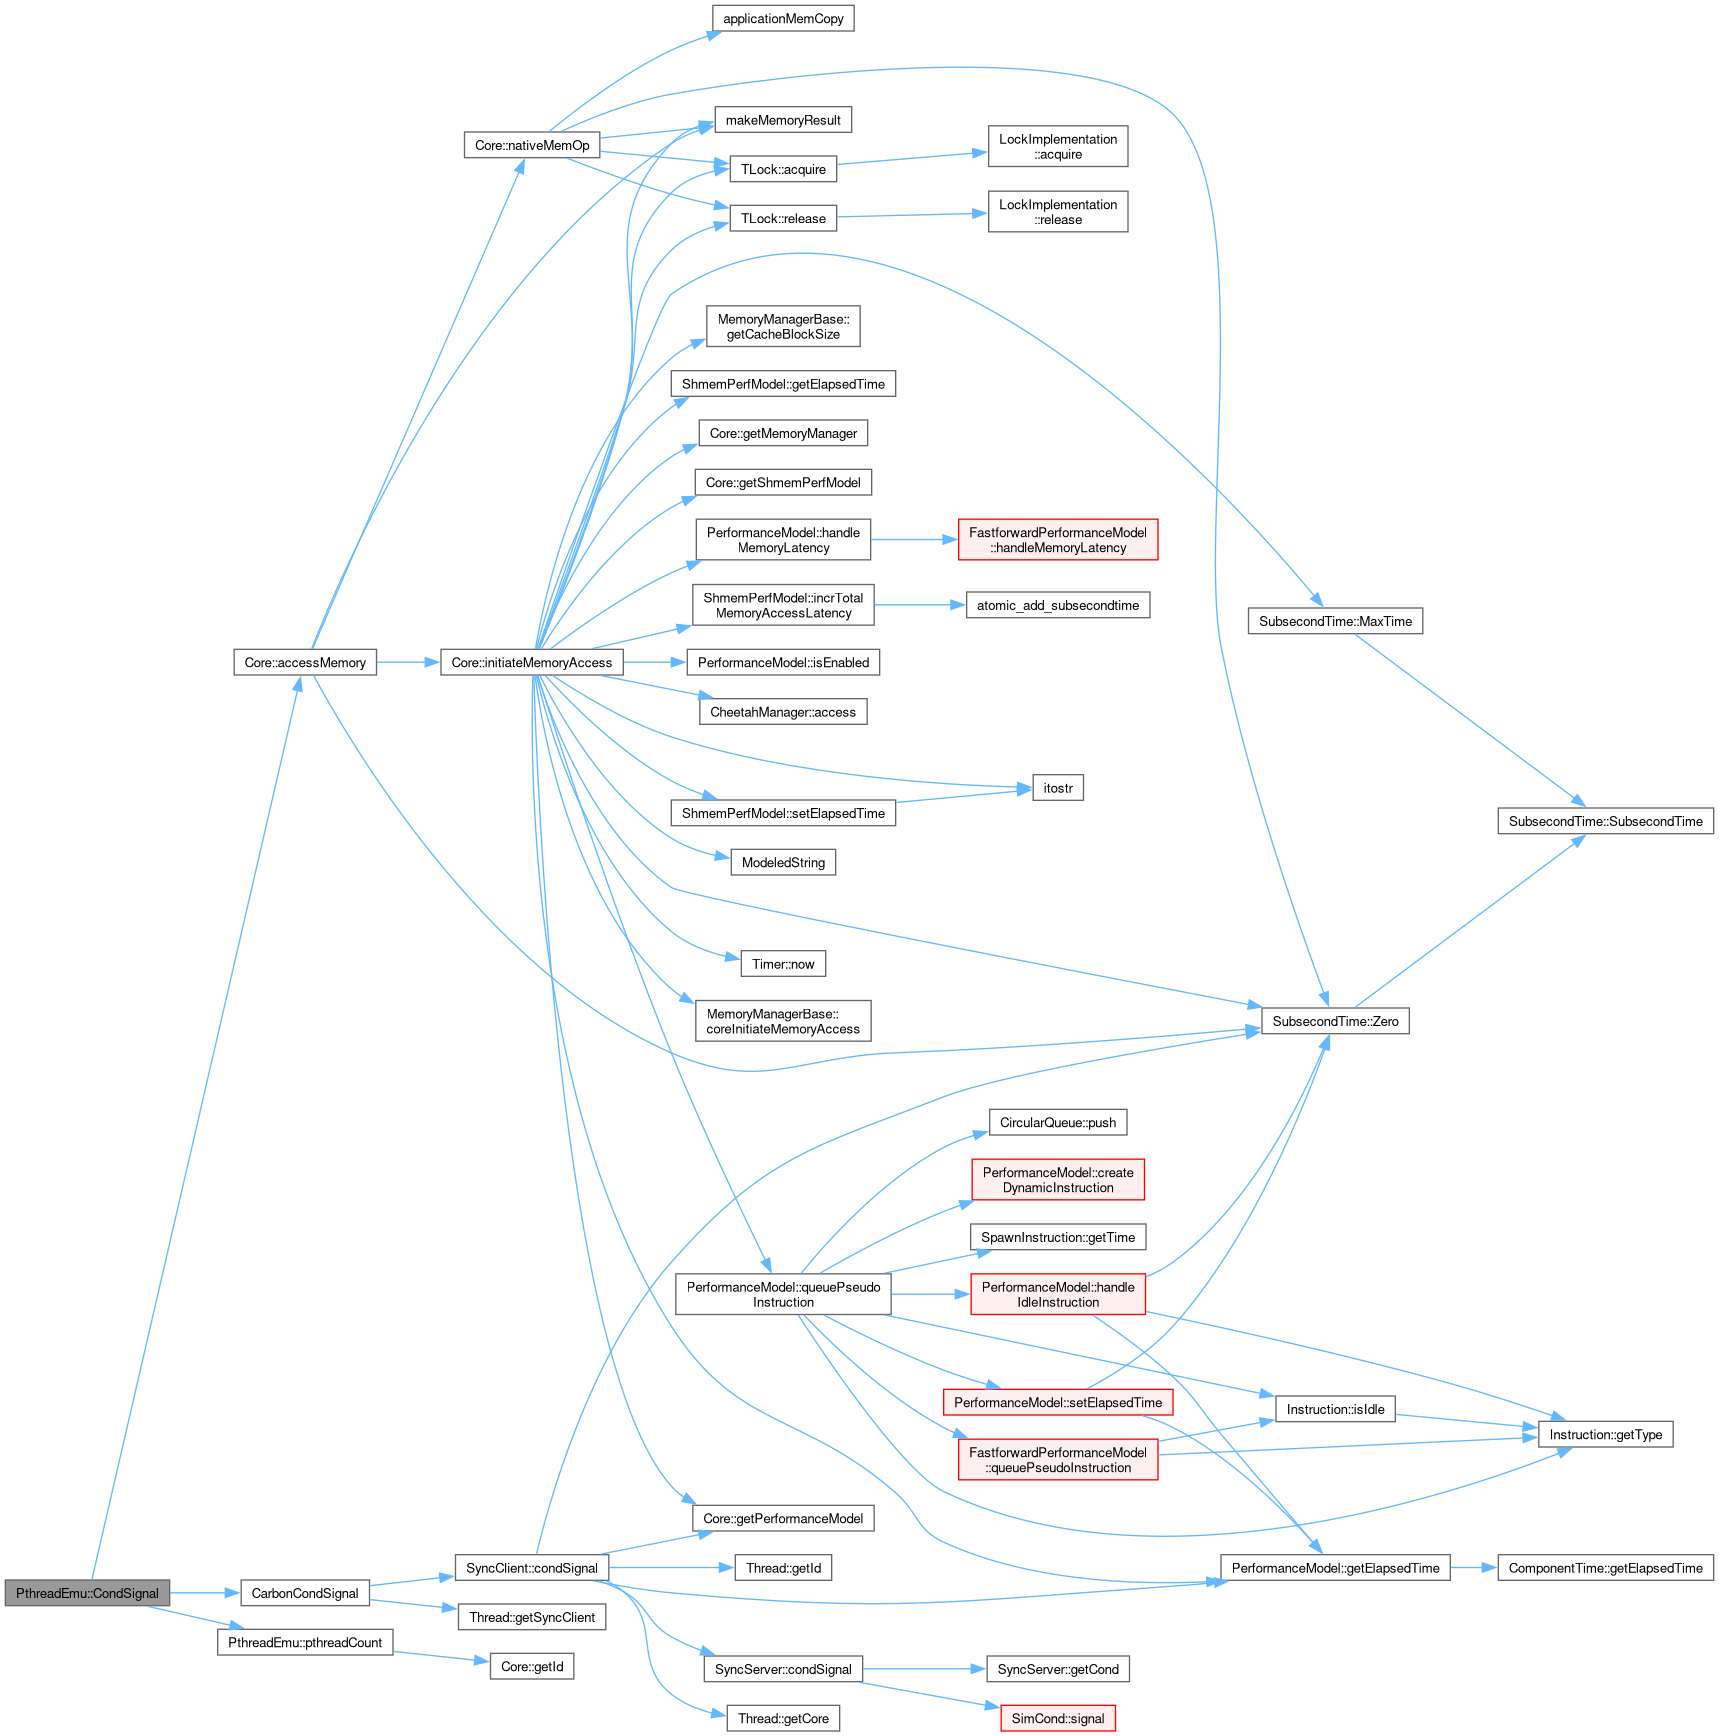 applicationMemCopy
makeMemoryResult
Core::nativeMemOp
LockImplementation
::acquire
TLock::acquire
LockImplementation
::release
TLock::release
MemoryManagerBase::
getCacheBlockSize
ShmemPerfModel::getElapsedTime
Core::getMemoryManager
Core::getShmemPerfModel
PerformanceModel::handle
MemoryLatency
FastforwardPerformanceModel
::handleMemoryLatency
ShmemPerfModel::incrTotal
MemoryAccessLatency
atomic_add_subsecondtime
SubsecondTime::MaxTime
Core::accessMemory
Core::initiateMemoryAccess
PerformanceModel::isEnabled
CheetahManager::access
itostr
ShmemPerfModel::setElapsedTime
SubsecondTime::SubsecondTime
ModeledString
Timer::now
MemoryManagerBase::
coreInitiateMemoryAccess
SubsecondTime::Zero
CircularQueue::push
PerformanceModel::create
DynamicInstruction
SpawnInstruction::getTime
PerformanceModel::queuePseudo
Instruction
PerformanceModel::handle
IdleInstruction
PerformanceModel::setElapsedTime
Instruction::isIdle
Instruction::getType
FastforwardPerformanceModel
::queuePseudoInstruction
Core::getPerformanceModel
SyncClient::condSignal
Thread::getId
PerformanceModel::getElapsedTime
ComponentTime::getElapsedTime
PthreadEmu::CondSignal
CarbonCondSignal
Thread::getSyncClient
PthreadEmu::pthreadCount
Core::getId
SyncServer::condSignal
SyncServer::getCond
Thread::getCore
SimCond::signal